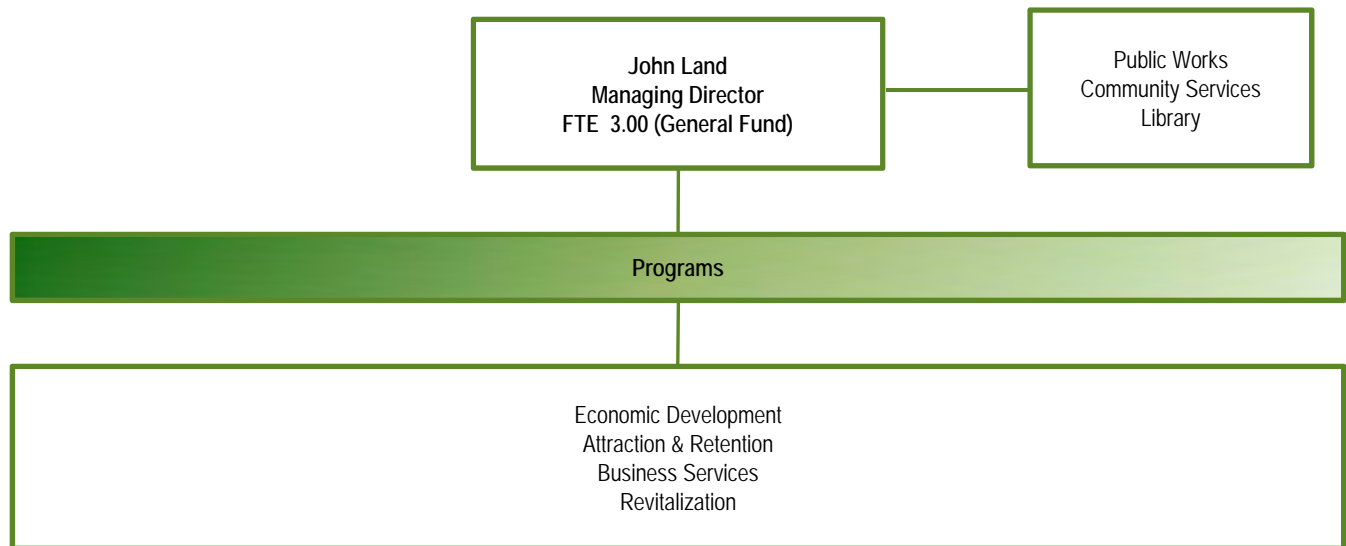 John Land
Managing Director
FTE  3.00 (General Fund)
Public Works
Community Services
Library
Programs
Economic Development
Attraction & Retention
Business Services
Revitalization